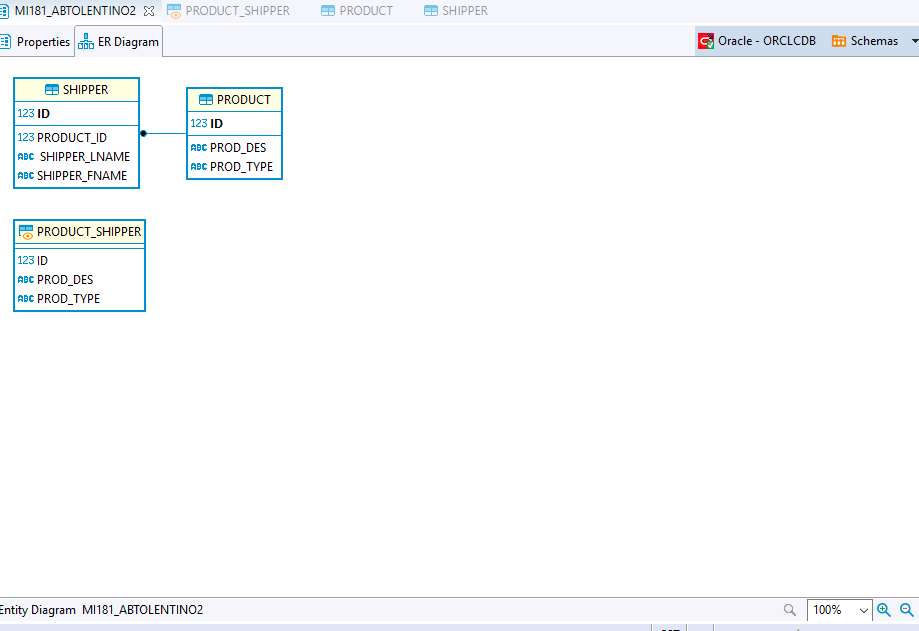 MI181_ABTOLENTINO2 PRODUCT_SHIPPER PRODUCT SHIPPER
Properties ER Diagram Oracle - ORCLCDB Schemas
SHIPPER
123 ID
123 PRODUCT_ID
ABC SHIPPER_LNAME
ABC SHIPPER_FNAME
PRODUCT
123 ID
ABC PROD_DES
ABC PROD_TYPE
PRODUCT_SHIPPER
123 ID
ABC PROD_DES
ABC PROD_TYPE
Entity Diagram MI181_ABTOLENTINO2 100%